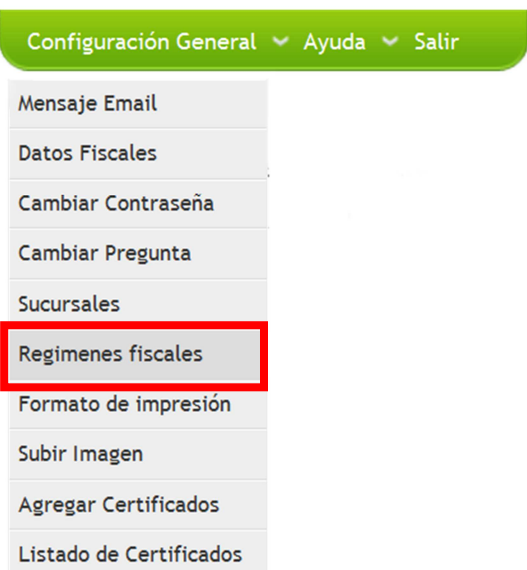 Configuración General Ayuda Salir
Mensaje Email
Datos Fiscales
Cambiar Contraseña
Cambiar Pregunta
Sucursales
Regimenes fiscales
Formato de impresión
Subir Imagen
Agregar Certificados
Listado de Certificados